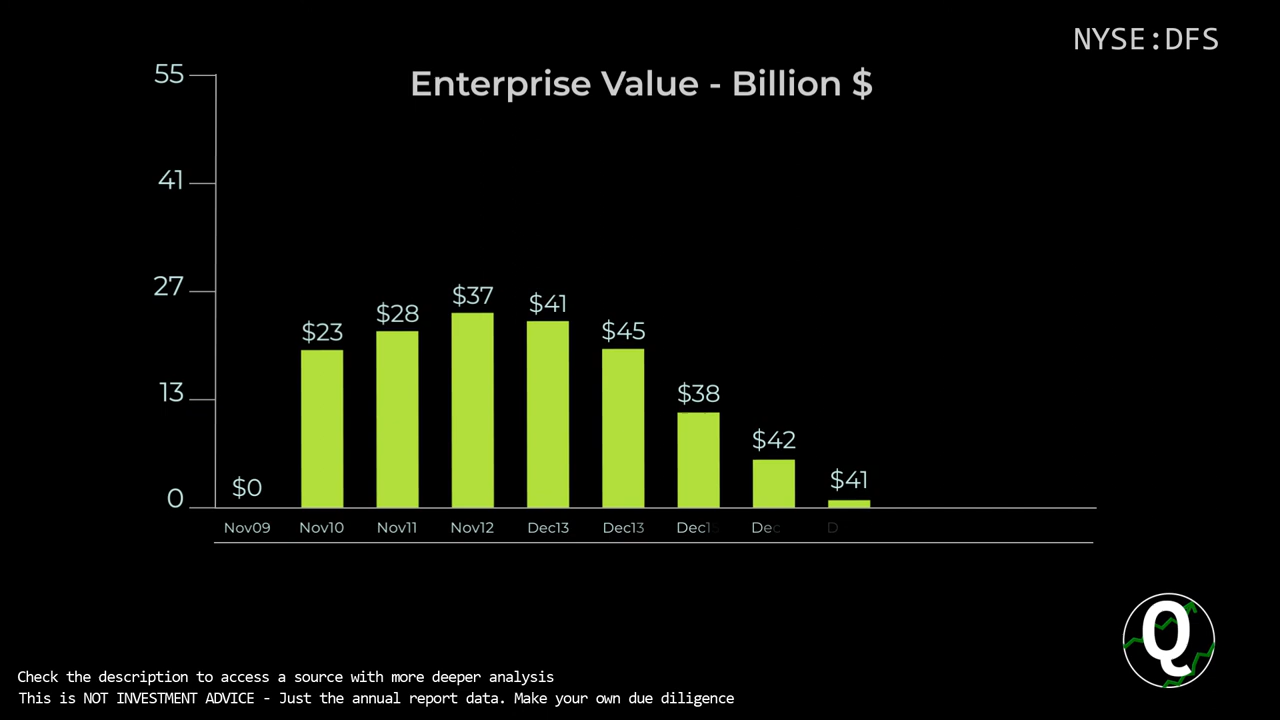 NYSE:DFS
Enterprise Value - Billion $
55
41
27
13
0
$0
$23
$28
$37
$41
$45
$38
$42
$41
Nov09 Nov10 Nov11 Nov12 Dec13 Dec13 Dec1 Dec D
Q
Check the description to access a source with more deeper analysis
This is NOT INVESTMENT ADVICE - Just the annual report data. Make your own due diligence